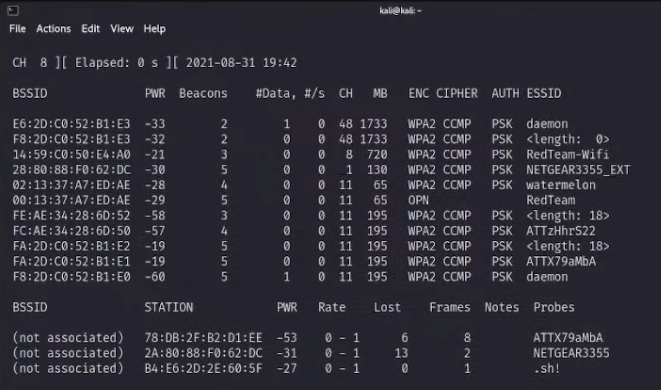 kali@kali: ~
File Actions Edit View Help
CH 8 ][ Elapsed: 0 s ][ 2021-08-31 19:42
BSSID PWR Beacons #Data, #/s CH MB ENC CIPHER AUTH ESSID
E6:2D:C0:52:B1:E3 -33 2 1 0 48 1733 WPA2 CCMP PSK daemon
F8:2D:C0:52:B1:E3 -32 2 0 0 48 1733 WPA2 CCMP PSK <length: 0>
14:59:C0:50:E4:A0 -21 3 0 0 8 720 WPA2 CCMP PSK RedTeam-Wifi
28:80:88:F0:62:DC -30 5 0 0 1 130 WPA2 CCMP PSK NETGEAR3355_EXT
02:13:37:A7:ED:AE -28 4 0 0 11 65 WPA2 CCMP PSK watermelon
00:13:37:A7:ED:AE -29 5 0 0 11 65 OPN RedTeam
FE:AE:34:28:6D:52 -58 3 0 0 11 195 WPA2 CCMP PSK <length: 18>
FC:AE:34:28:6D:50 -57 4 0 0 11 195 WPA2 CCMP PSK ATTzHhrS22
FA:2D:C0:52:B1:E2 -19 5 0 0 11 195 WPA2 CCMP PSK <length: 18>
FA:2D:C0:52:B1:E1 -19 5 0 0 11 195 WPA2 CCMP PSK ATTX79aMbA
F8:2D:C0:52:B1:E0 -60 5 1 0 11 195 WPA2 CCMP PSK daemon
BSSID STATION PWR Rate Lost Frames Notes Probes
(not associated) 78:DB:2F:B2:D1:EE -53 0 - 1 6 8 ATTX79aMbA
(not associated) 2A:80:88:F0:62:DC -31 0 - 1 13 2 NETGEAR3355
(not associated) B4:E6:2D:2E:60:5F -27 0 - 1 0 1 .sh!